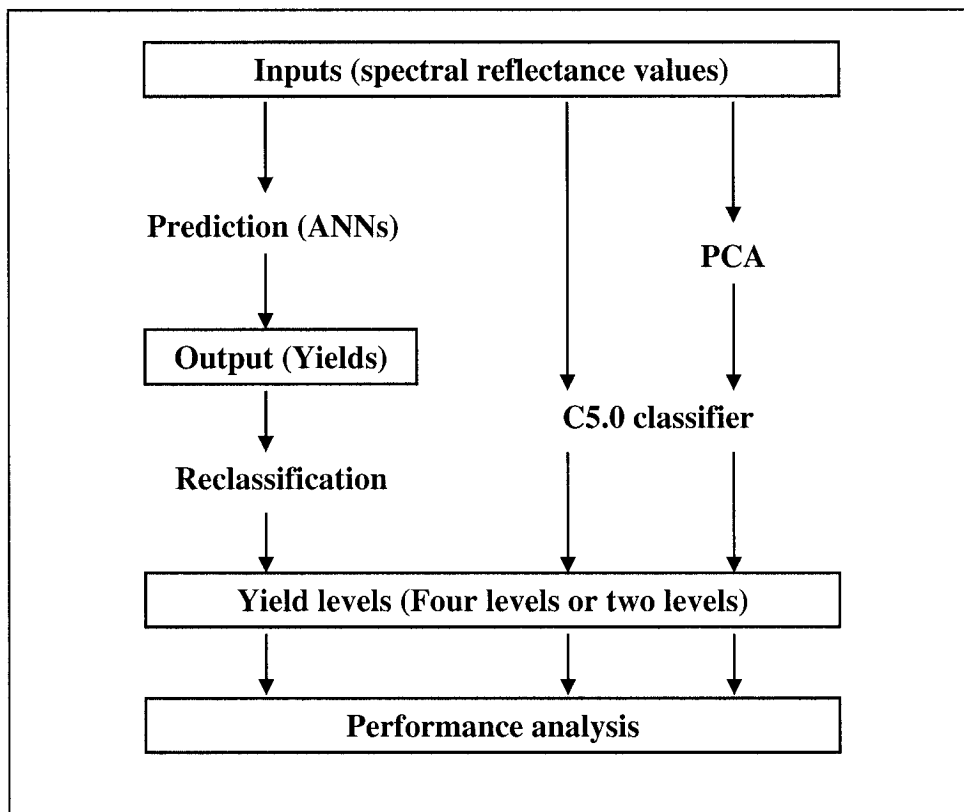 Inputs (spectral reflectance values)
Prediction (ANNs)
PCA
Output (Yields)
C5.0 classifier
Reclassification
Yield levels (Four levels or two levels)
Performance analysis